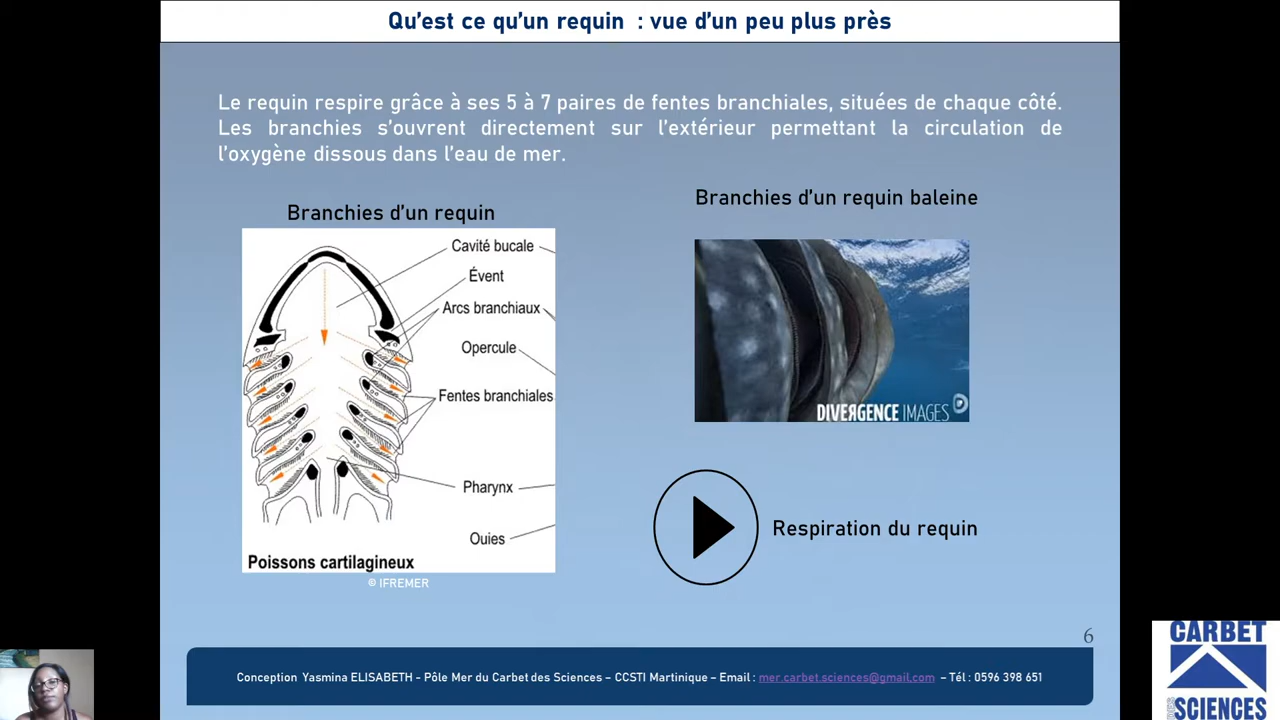 Qu’est ce qu’un requin : vue d’un peu plus près
Le requin respire grâce à ses 5 à 7 paires de fentes branchiales, situées de chaque côté.
Les branchies s’ouvrent directement sur l’extérieur permettant la circulation de
l’oxygène dissous dans l’eau de mer.
Branchies d’un requin
Cavité bucale
Évent
Arcs branchiaux
Opercule
Fentes branchiales
Pharynx
Ouies
Poissons cartilagineux
© IFREMER
Branchies d’un requin baleine
DIVERGENCE IMAGES
Respiration du requin
6
Conception Yasmina ELISABETH - Pôle Mer du Carbet des Sciences – CCSTI Martinique – Email : mer.carbet.sciences@gmail.com – Tél : 0596 398 651
CARBET
DES SCIENCES